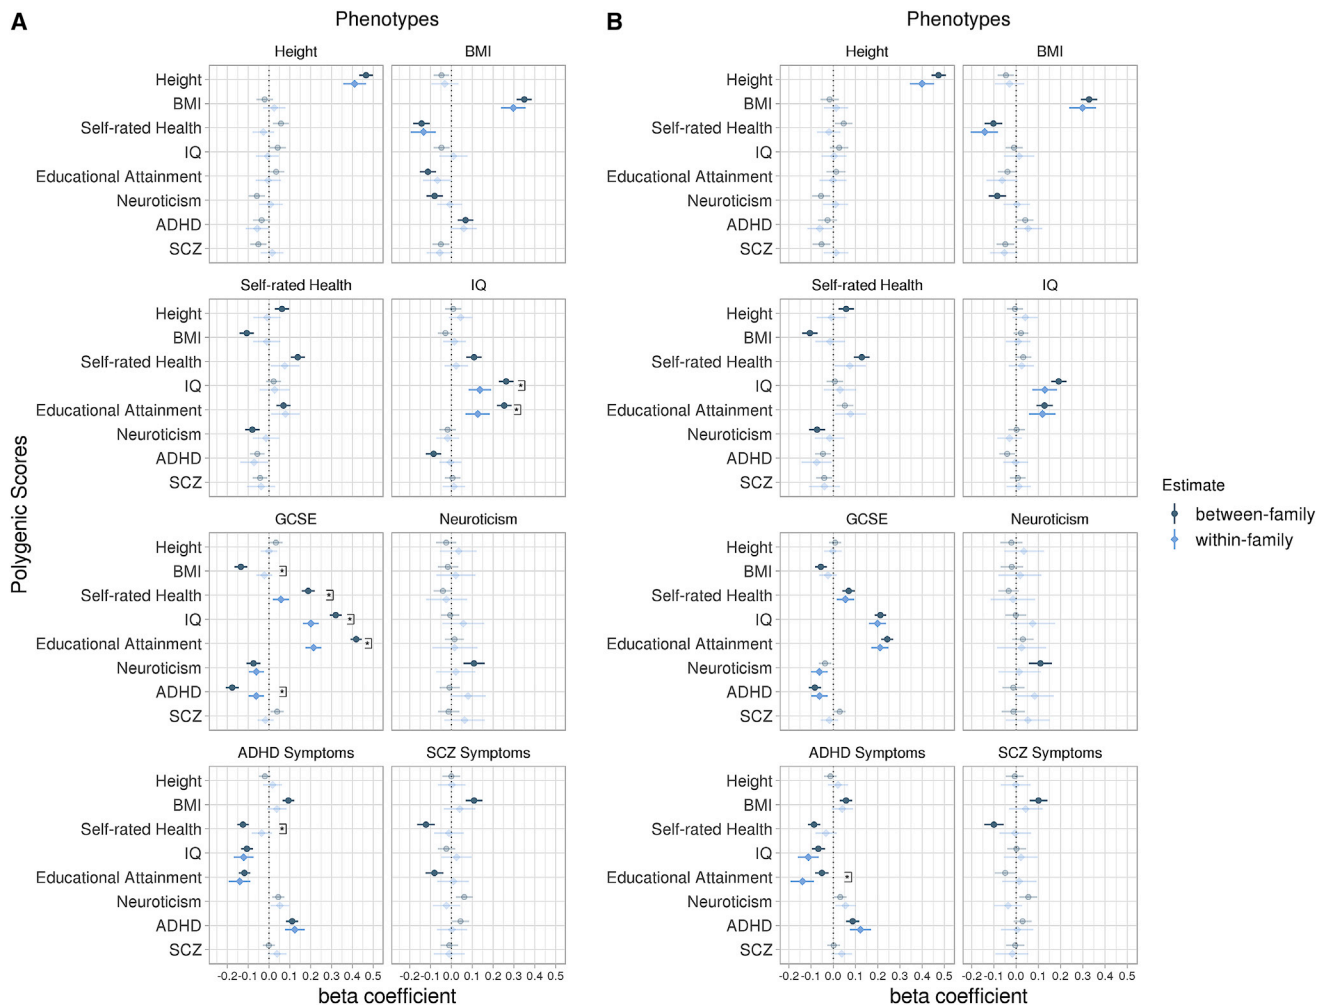 A
Phenotypes
Height BMI
Height
BMI
Self-rated Health
IQ
Educational Attainment
Neuroticism
ADHD
SCZ
Self-rated Health IQ
Height
BMI
Self-rated Health
IQ *
Educational Attainment *
Neuroticism
ADHD
SCZ
GCSE Neuroticism
Height
BMI *
Self-rated Health *
IQ *
Educational Attainment *
Neuroticism
ADHD *
SCZ
ADHD Symptoms SCZ Symptoms
Height
BMI
Self-rated Health *
IQ
Educational Attainment
Neuroticism
ADHD
SCZ
-0.2 -0.1 0.0 0.1 0.2 0.3 0.4 0.5 -0.2 -0.1 0.0 0.1 0.2 0.3 0.4 0.5
beta coefficient
Polygenic Scores
B
Phenotypes
Height BMI
Height
BMI
Self-rated Health
IQ
Educational Attainment
Neuroticism
ADHD
SCZ
Self-rated Health IQ
Height
BMI
Self-rated Health
IQ
Educational Attainment
Neuroticism
ADHD
SCZ
GCSE Neuroticism
Height
BMI
Self-rated Health
IQ
Educational Attainment
Neuroticism
ADHD
SCZ
ADHD Symptoms SCZ Symptoms
Height
BMI
Self-rated Health
IQ
Educational Attainment *
Neuroticism
ADHD
SCZ
-0.2 -0.1 0.0 0.1 0.2 0.3 0.4 0.5 -0.2 -0.1 0.0 0.1 0.2 0.3 0.4 0.5
beta coefficient
Estimate
between-family
within-family